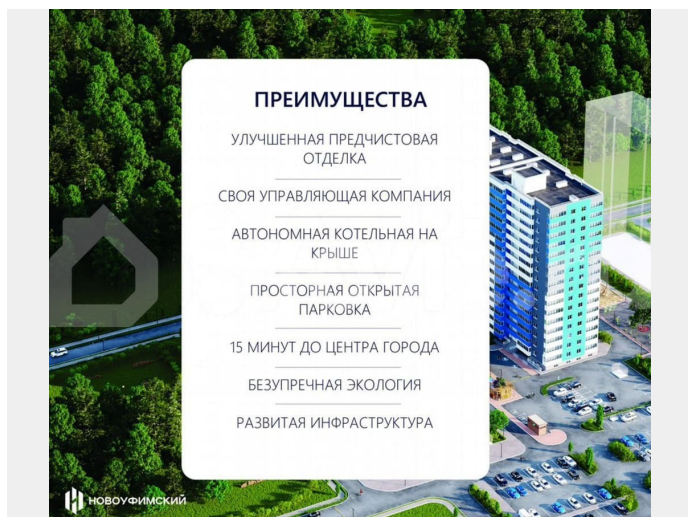 ПРЕИМУЩЕСТВА
УЛУЧШЕННАЯ ПРЕДЧИСТОВАЯ
ОТДЕЛКА
СВОЯ УПРАВЛЯЮЩАЯ КОМПАНИЯ
АВТОНОМНАЯ КОТЕЛЬНАЯ НА
КРЫШЕ
ПРОСТОРНАЯ ОТКРЫТАЯ
ПАРКОВКА
15 МИНУТ ДО ЦЕНТРА ГОРОДА
БЕЗУПРЕЧНАЯ ЭКОЛОГИЯ
РАЗВИТАЯ ИНФРАСТРУКТУРА
НОВОУФИМСКИЙ